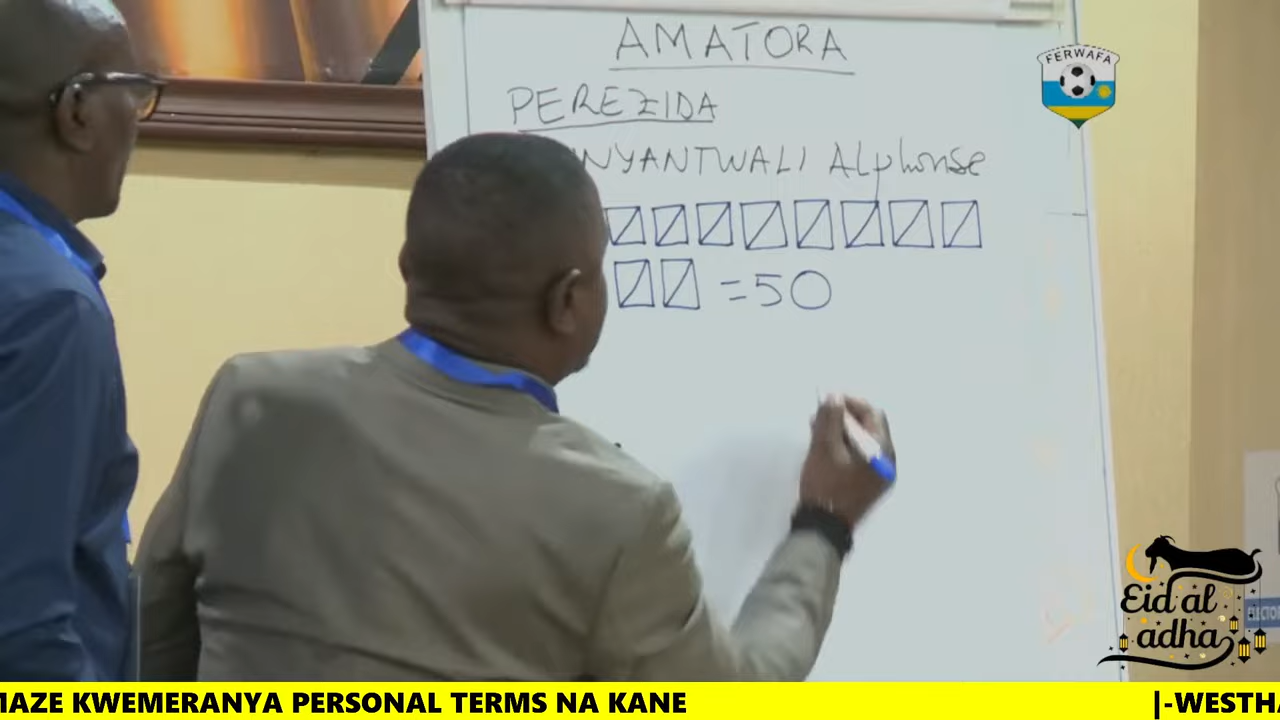 AMATORA
FERWAFA
PEREZIDA
NYANTWALI Alphonse
=50
Eid al
adha
MAZE KWEMERANYA PERSONAL TERMS NA KANE
|-WESTHA